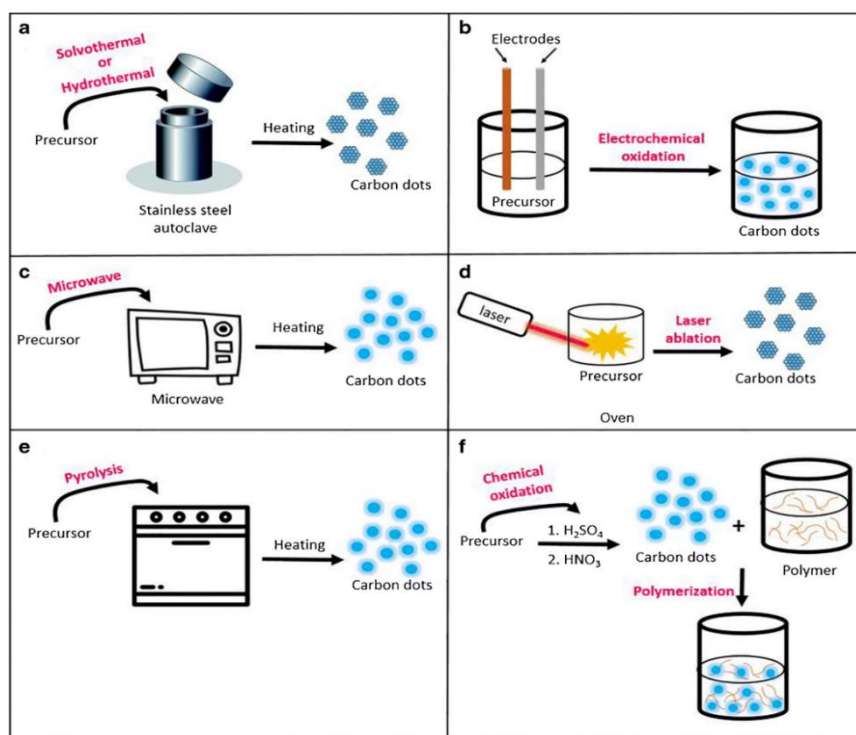 a
Solvothermal
or
Hydrothermal
Precursor
Heating
Carbon dots
Stainless steel
autoclave
b
Electrodes
Precursor
Electrochemical
oxidation
Carbon dots
c
Microwave
Precursor
Heating
Carbon dots
Microwave
d
laser
Precursor
Laser
ablation
Carbon dots
Oven
e
Pyrolysis
Precursor
Heating
Carbon dots
f
Chemical
oxidation
Precursor
1. H₂SO₄
2. HNO₃
Carbon dots
+
Polymer
Polymerization